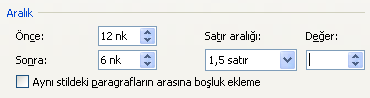 Aralık
Önce: 12 nk Satır aralığı: Değer:
Sonra: 6 nk 1,5 satır
Aynı stildeki paragrafların arasına boşluk ekleme